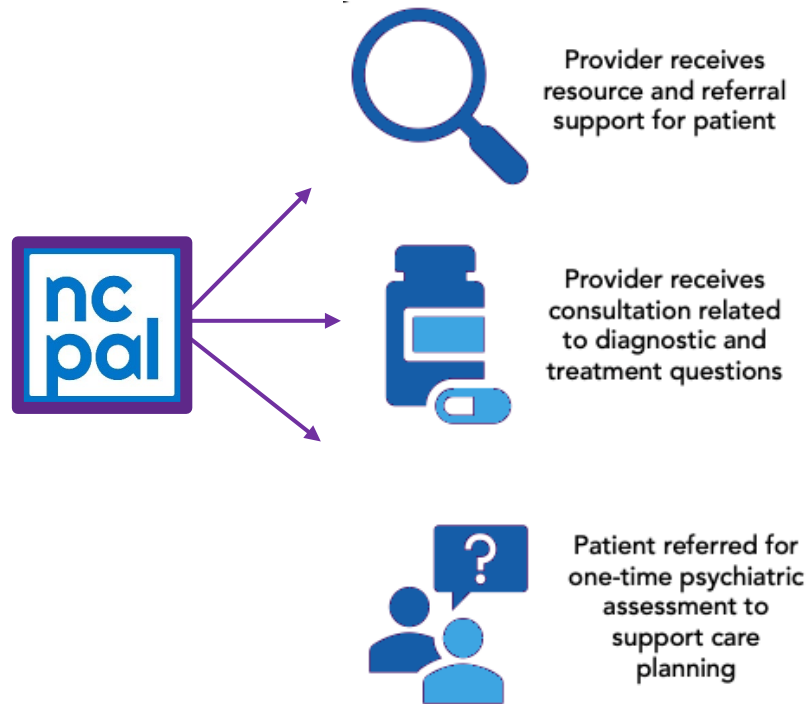 Provider receives
resource and referral
support for patient
nc
pal
Provider receives
consultation related
to diagnostic and
treatment questions
?
Patient referred for
one-time psychiatric
assessment to
support care
planning